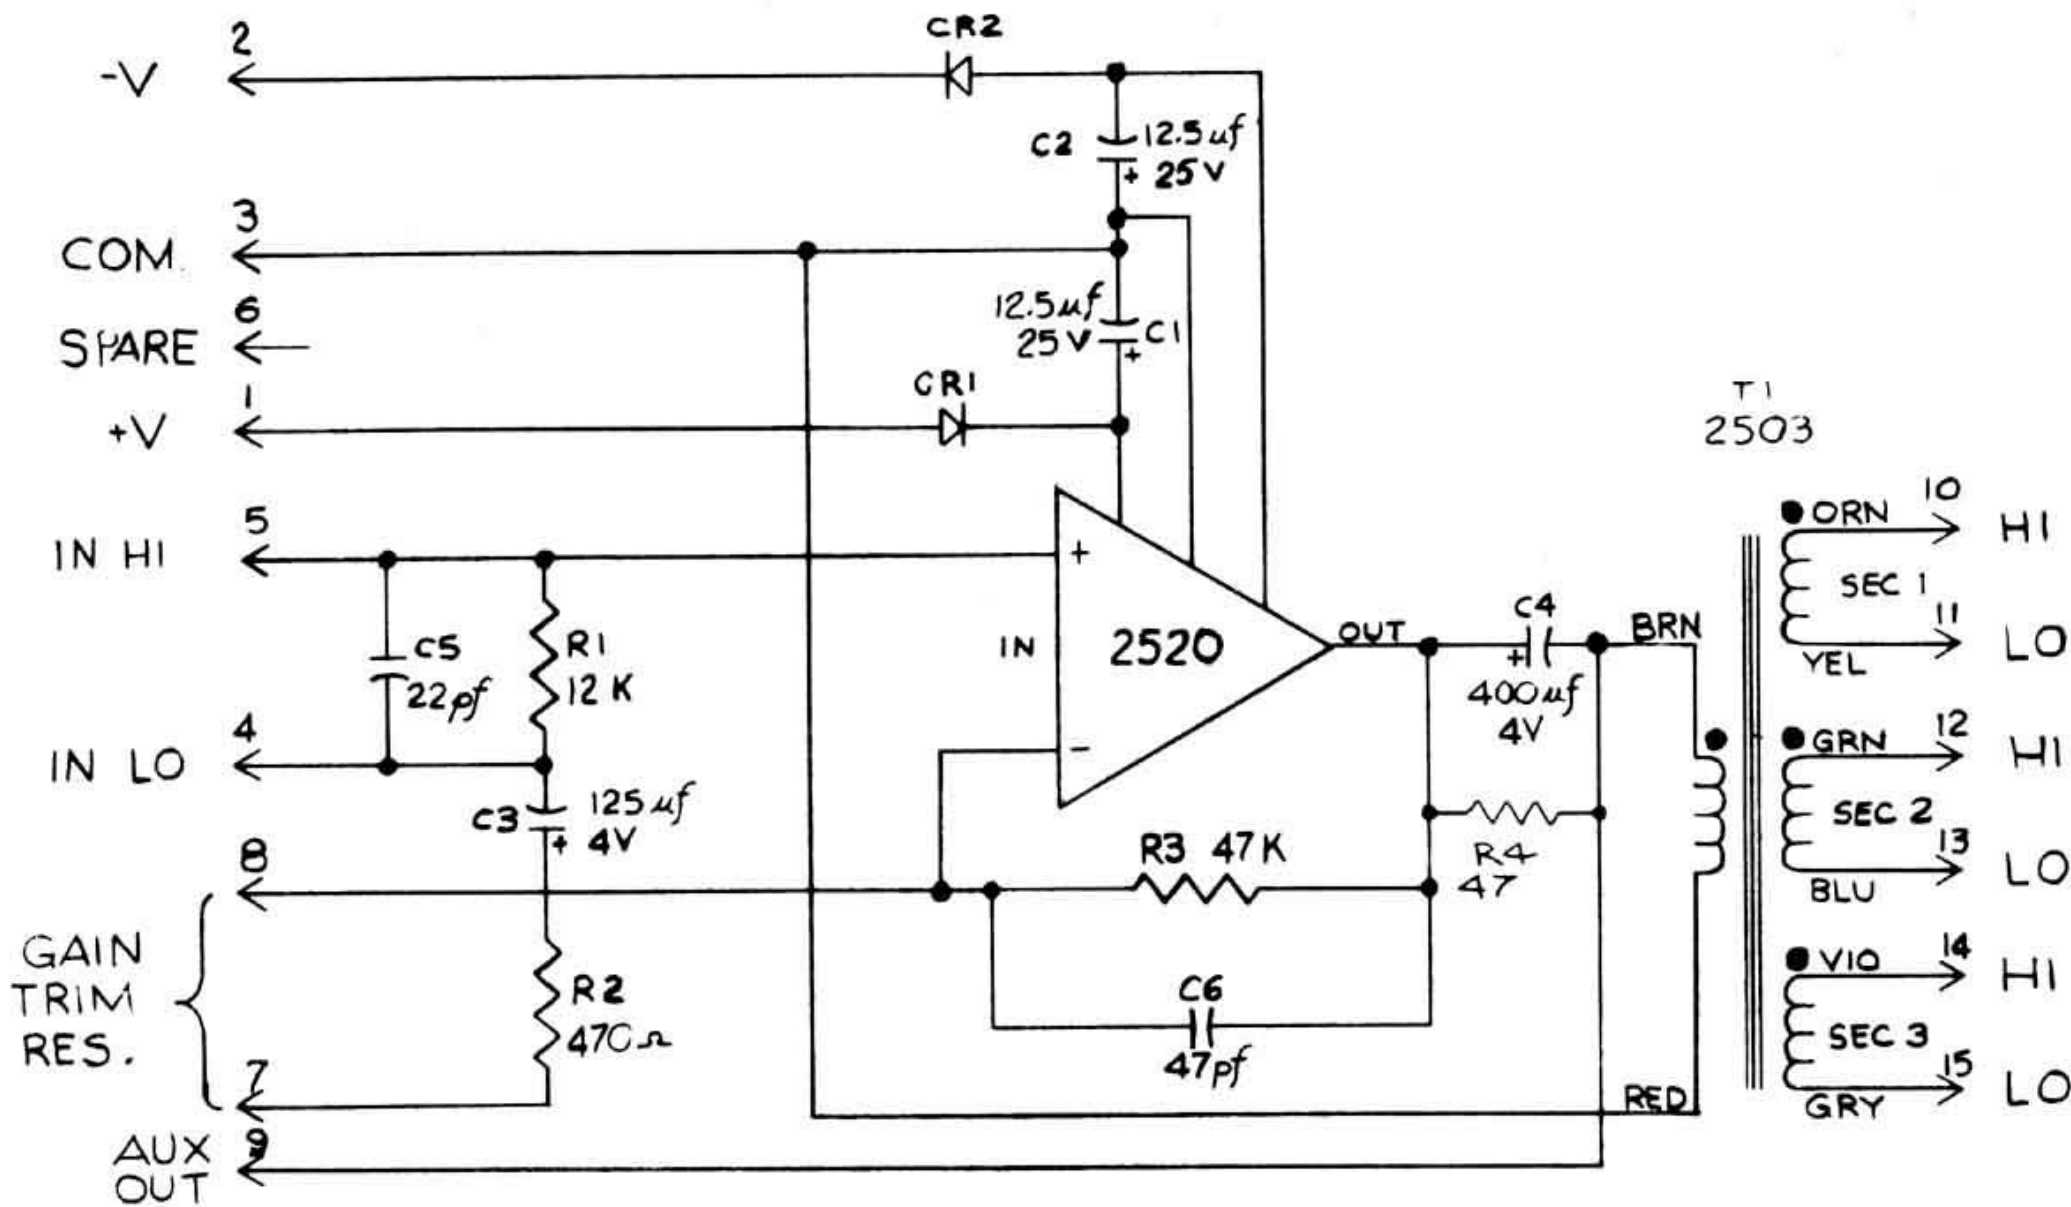 2
-V
CR2
C2
12.5uf
25V
+
3
COM.
6
SPARE
12.5uf
25V
C1
+
1
+V
CR1
T1
2503
5
IN HI
+
IN
2520
OUT
-
C5
22pf
R1
12K
4
IN LO
C3
125uf
4V
+
C4
+
400uf
4V
BRN
R4
47
R3 47K
8
GAIN
TRIM
RES.
R2
470Ω
C6
47pf
7
RED
AUX
OUT
9
ORN
10
HI
SEC 1
YEL
11
LO
GRN
12
HI
SEC 2
BLU
13
LO
VIO
14
HI
SEC 3
GRY
15
LO